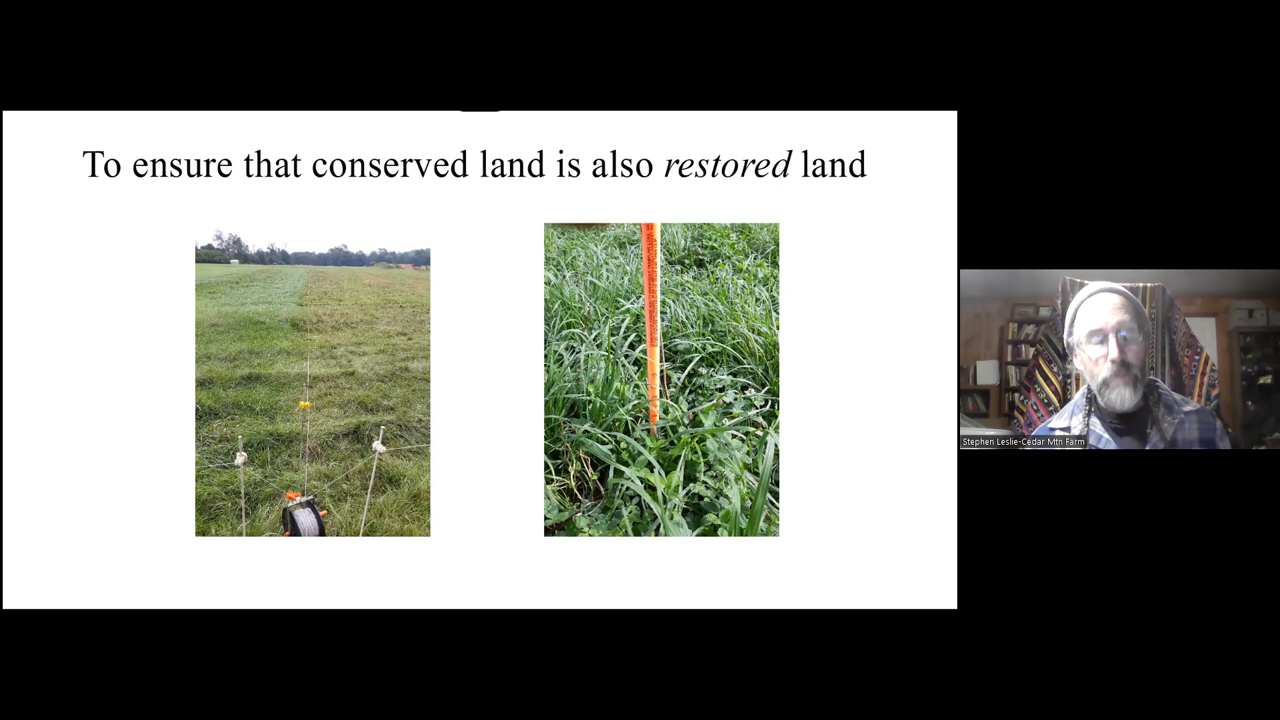 To ensure that conserved land is also restored land
Stephen Leslie-Cedar Mtn Farm